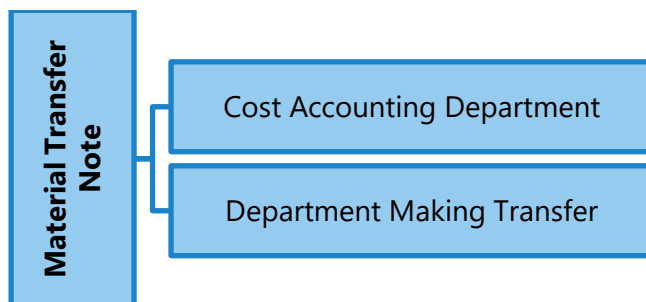 Material Transfer
Note
Cost Accounting Department
Department Making Transfer